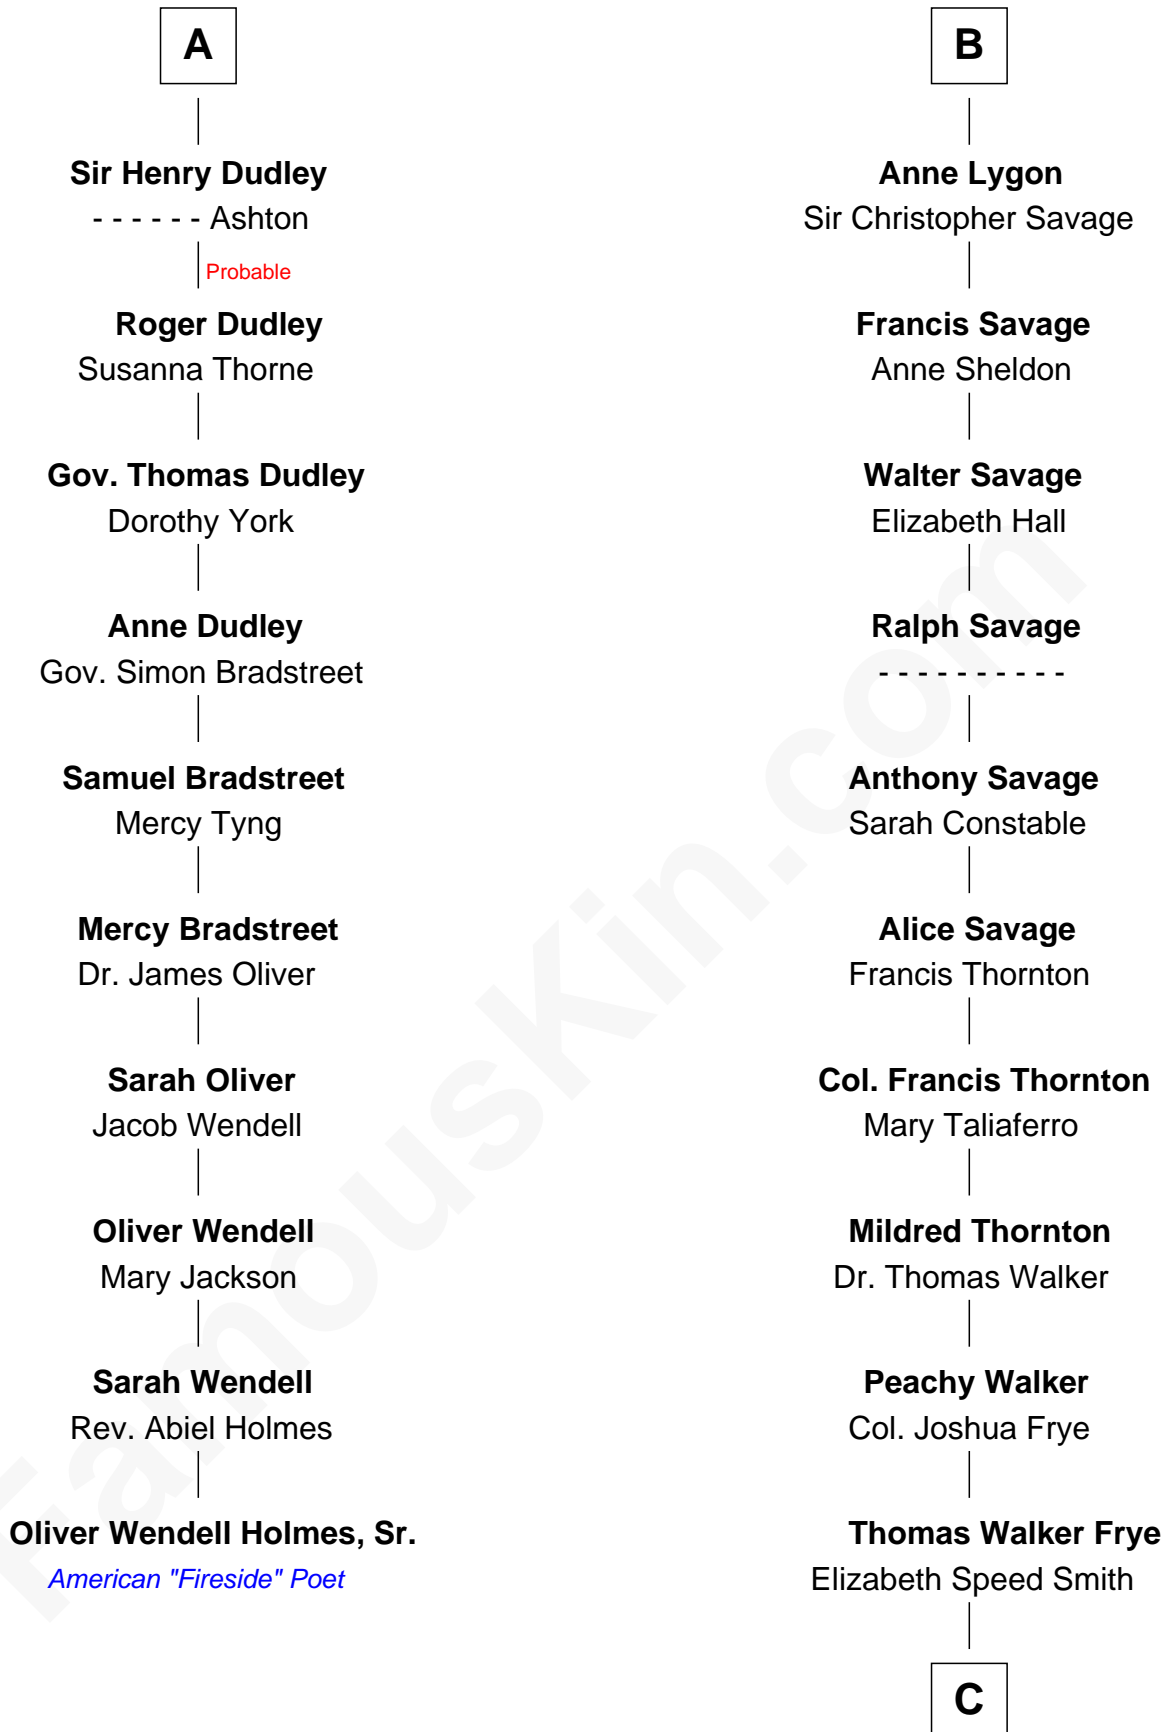 A
Sir Henry Dudley
- - - - - - Ashton
Probable
Roger Dudley
Susanna Thorne
Gov. Thomas Dudley
Dorothy York
Anne Dudley
Gov. Simon Bradstreet
Samuel Bradstreet
Mercy Tyng
Mercy Bradstreet
Dr. James Oliver
Sarah Oliver
Jacob Wendell
Oliver Wendell
Mary Jackson
Sarah Wendell
Rev. Abiel Holmes
Oliver Wendell Holmes, Sr.
American "Fireside" Poet
B
Anne Lygon
Sir Christopher Savage
Francis Savage
Anne Sheldon
Walter Savage
Elizabeth Hall
Ralph Savage
- - - - - - - - - -
Anthony Savage
Sarah Constable
Alice Savage
Francis Thornton
Col. Francis Thornton
Mary Taliaferro
Mildred Thornton
Dr. Thomas Walker
Peachy Walker
Col. Joshua Frye
Thomas Walker Frye
Elizabeth Speed Smith
C
FamousKin.com